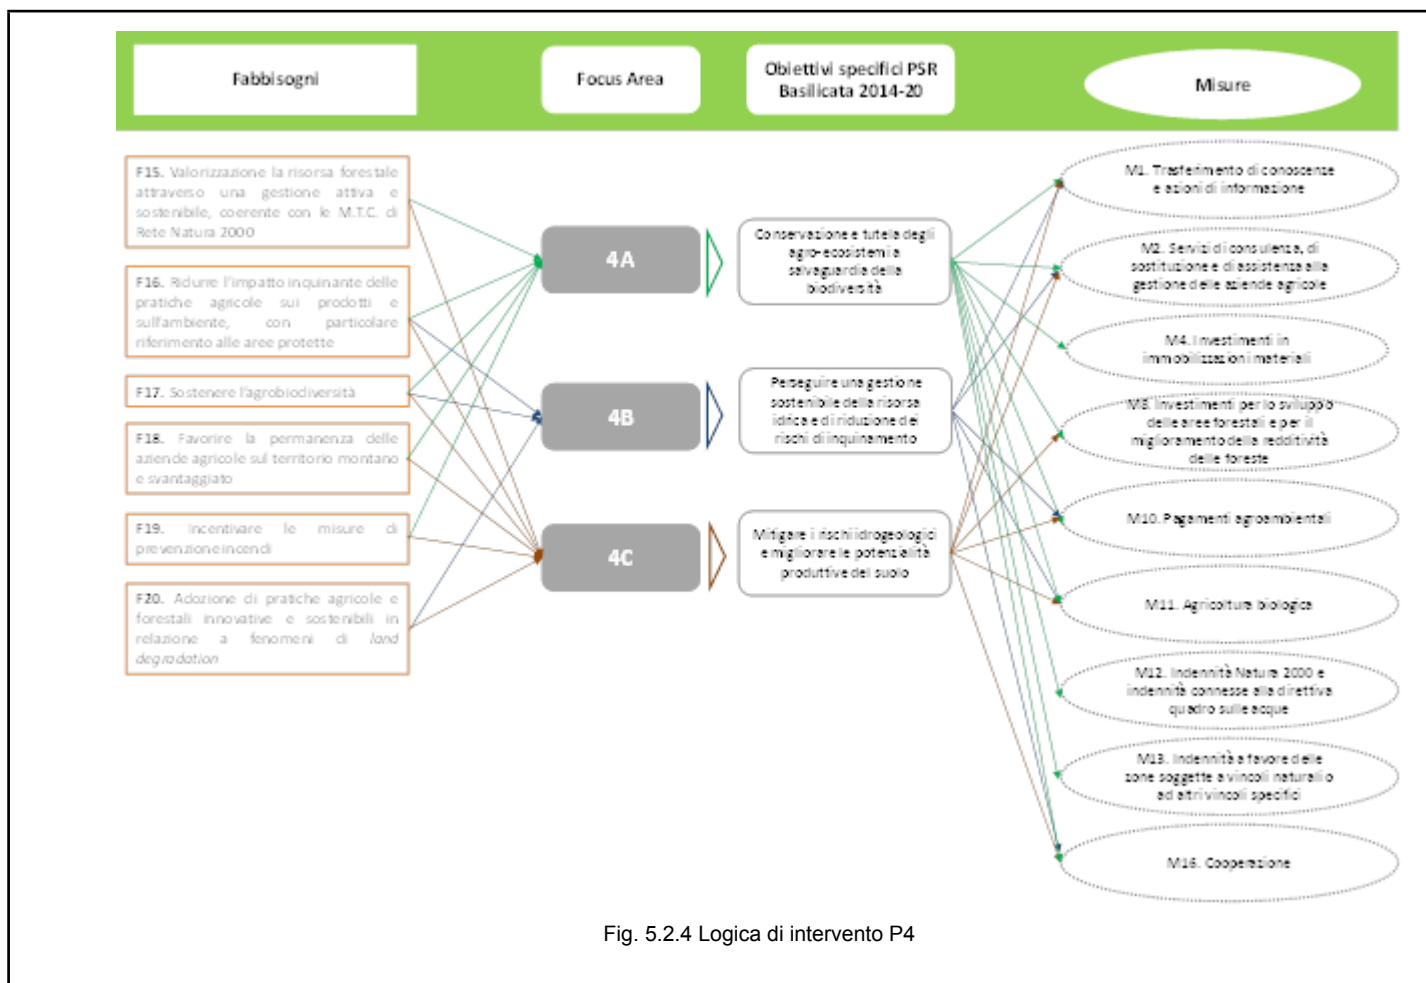 Fabbisogni
Focus Area
Obiettivi specifici PSR
Basilicata 2014-20
Misure
F15. Valorizzazione la risorsa forestale
attraverso una gestione attiva e
sostenibile, coerente con le M.T.C. di
Rete Natura 2000
F16. Ridurre l'impatto inquinante delle
pratiche agricole sui prodotti e
sull'ambiente, con particolare
riferimento alle aree protette
F17. Sostenere l'agrobiodiversità
F18. Favorire la permanenza delle
aziende agricole sul territorio montano
e svantaggiato
F19. Incentivare le misure di
prevenzione incendi
F20. Adozione di pratiche agricole e
forestali innovative e sostenibili in
relazione a fenomeni di land
degradation
4A
4B
4C
Conservazione e tutela degli
agro-ecosistemi a
salvaguardia della
biodiversità
Perseguire una gestione
sostenibile della risorsa
idrica e di riduzione dei
rischi di inquinamento
Mitigare i rischi idrogeologici
e migliorare le potenzialità
produttive del suolo
M1. Trasferimento di conoscenze
e azioni di informazione
M2. Servizi di consulenza, di
sostituzione e di assistenza alla
gestione delle aziende agricole
M4. Investimenti in
immobilizzazioni materiali
M8. Investimenti per lo sviluppo
delle aree forestali e per il
miglioramento della redditività
delle foreste
M10. Pagamenti agroambientali
M11. Agricoltura biologica
M12. Indennità Natura 2000 e
indennità connesse alla direttiva
quadro sulle acque
M13. Indennità a favore delle
zone soggette a vincoli naturali o
ad altri vincoli specifici
M16. Cooperazione
Fig. 5.2.4 Logica di intervento P4